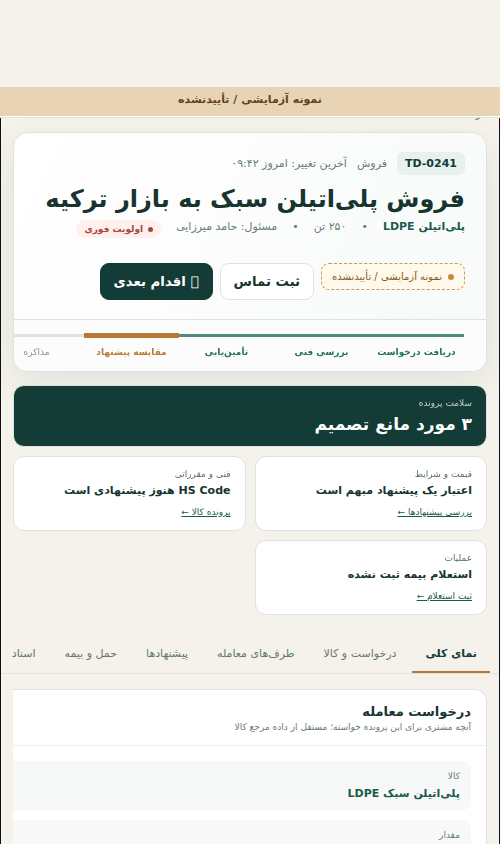 نمونه آزمایشی / تأییدنشده
TD-0241 فروش آخرین تغییر: امروز ۰۹:۴۲
فروش پلی‌اتیلن سبک به بازار ترکیه
پلی‌اتیلن LDPE • ۲۵۰ تن • مسئول: حامد میرزایی
اولویت فوری
نمونه آزمایشی / تأییدنشده
ثبت تماس
اقدام بعدی
دریافت درخواست
بررسی فنی
تأمین‌یابی
مقایسه پیشنهاد
مذاکره
سلامت پرونده
۳ مورد مانع تصمیم
قیمت و شرایط
اعتبار یک پیشنهاد مبهم است
بررسی پیشنهادها ←
فنی و مقرراتی
HS Code هنوز پیشنهادی است
پرونده کالا ←
عملیات
استعلام بیمه ثبت نشده
ثبت استعلام ←
نمای کلی
درخواست و کالا
طرف‌های معامله
پیشنهادها
حمل و بیمه
اسناد
درخواست معامله
آنچه مشتری برای این پرونده خواسته؛ مستقل از داده مرجع کالا
کالا
پلی‌اتیلن سبک LDPE
مقدار